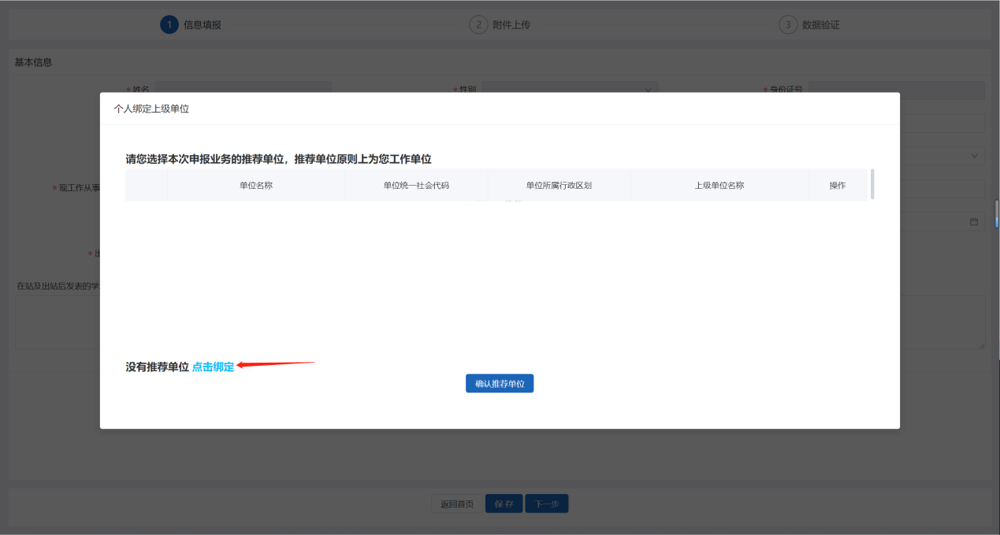 1 信息填报 2 附件上传 3 数据验证
基本信息
* 姓名 * 性别 * 身份证号
个人绑定上级单位
请您选择本次申报业务的推荐单位，推荐单位原则上为您工作单位
单位名称 单位统一社会代码 单位所属行政区划 上级单位名称 操作
* 现工作从事
* 出
在站及出站后发表的学
没有推荐单位 点击绑定
确认推荐单位
返回首页 保 存 下一步